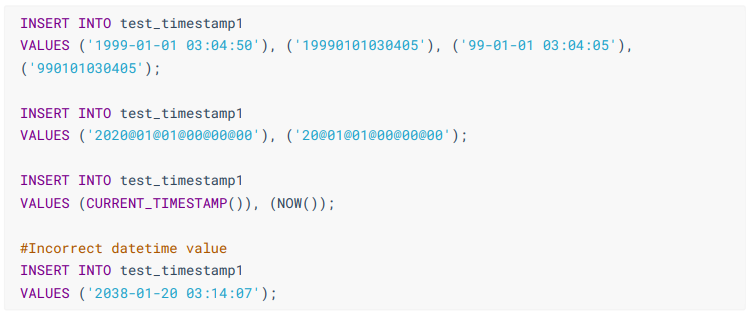 INSERT INTO test_timestamp1
VALUES ('1999-01-01 03:04:50'), ('19990101030405'), ('99-01-01 03:04:05'),
('990101030405');
INSERT INTO test_timestamp1
VALUES ('2020@01@01@00@00@00'), ('20@01@01@00@00@00');
INSERT INTO test_timestamp1
VALUES (CURRENT_TIMESTAMP()), (NOW());
#Incorrect datetime value
INSERT INTO test_timestamp1
VALUES ('2038-01-20 03:14:07');